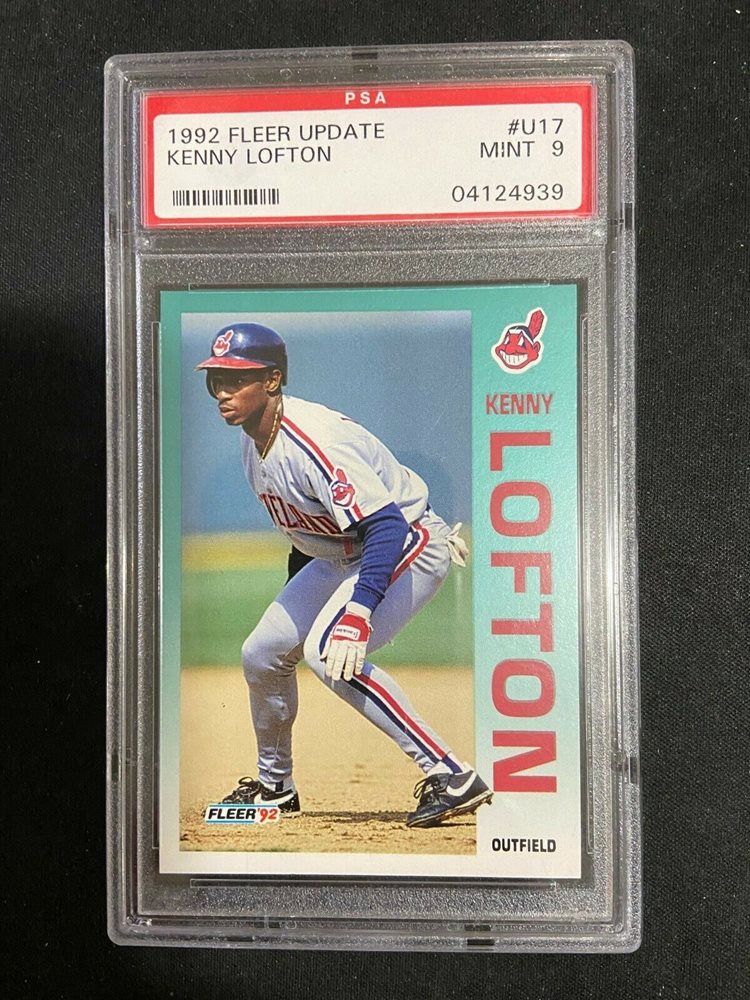 PSA
1992 FLEER UPDATE #U17
KENNY LOFTON MINT 9
04124939
KENNY
LOFTON
FLEER '92
OUTFIELD